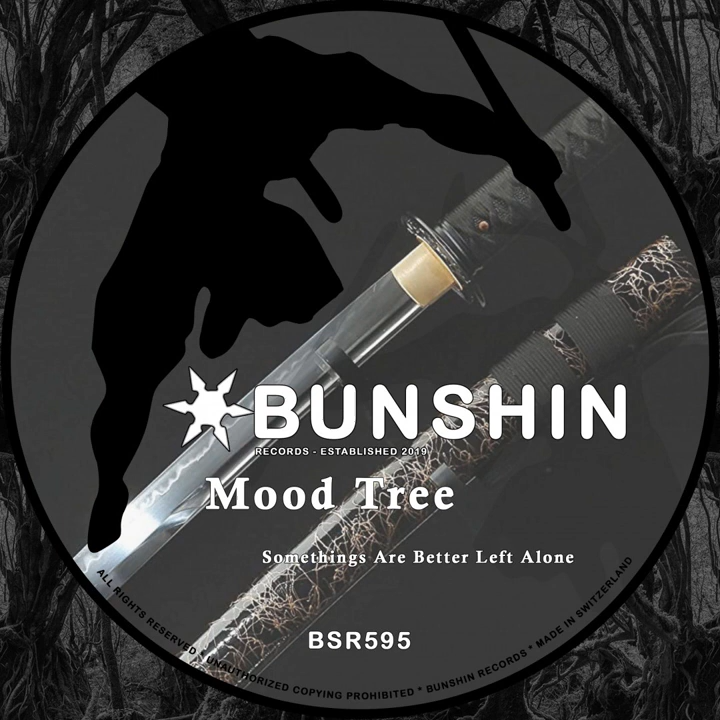 BUNSHIN
RECORDS - ESTABLISHED 2019
Mood Tree
Somethings Are Better Left Alone
BSR595
ALL RIGHTS RESERVED * UNAUTHORIZED COPYING PROHIBITED * BUNSHIN RECORDS * MADE IN SWITZERLAND